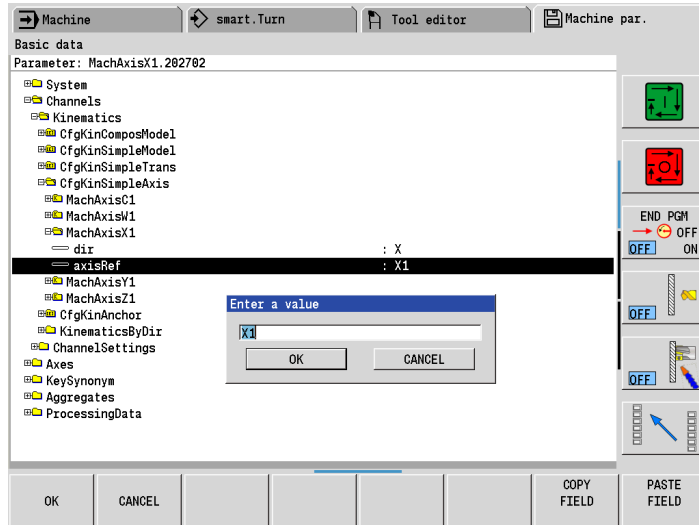 Machine
smart.Turn
Tool editor
Machine par.
Basic data
Parameter: MachAxisX1.202702
System
Channels
Kinematics
CfgKinComposModel
CfgKinSimpleModel
CfgKinSimpleTrans
CfgKinSimpleAxis
MachAxisC1
MachAxisW1
MachAxisX1
dir : X
axisRef : X1
MachAxisY1
MachAxisZ1
CfgKinAnchor
KinematicsByDir
ChannelSettings
Axes
KeySynonym
Aggregates
ProcessingData
Enter a value
X1
OK CANCEL
END PGM
OFF
OFF ON
OFF
OFF
OK
CANCEL
COPY
FIELD
PASTE
FIELD